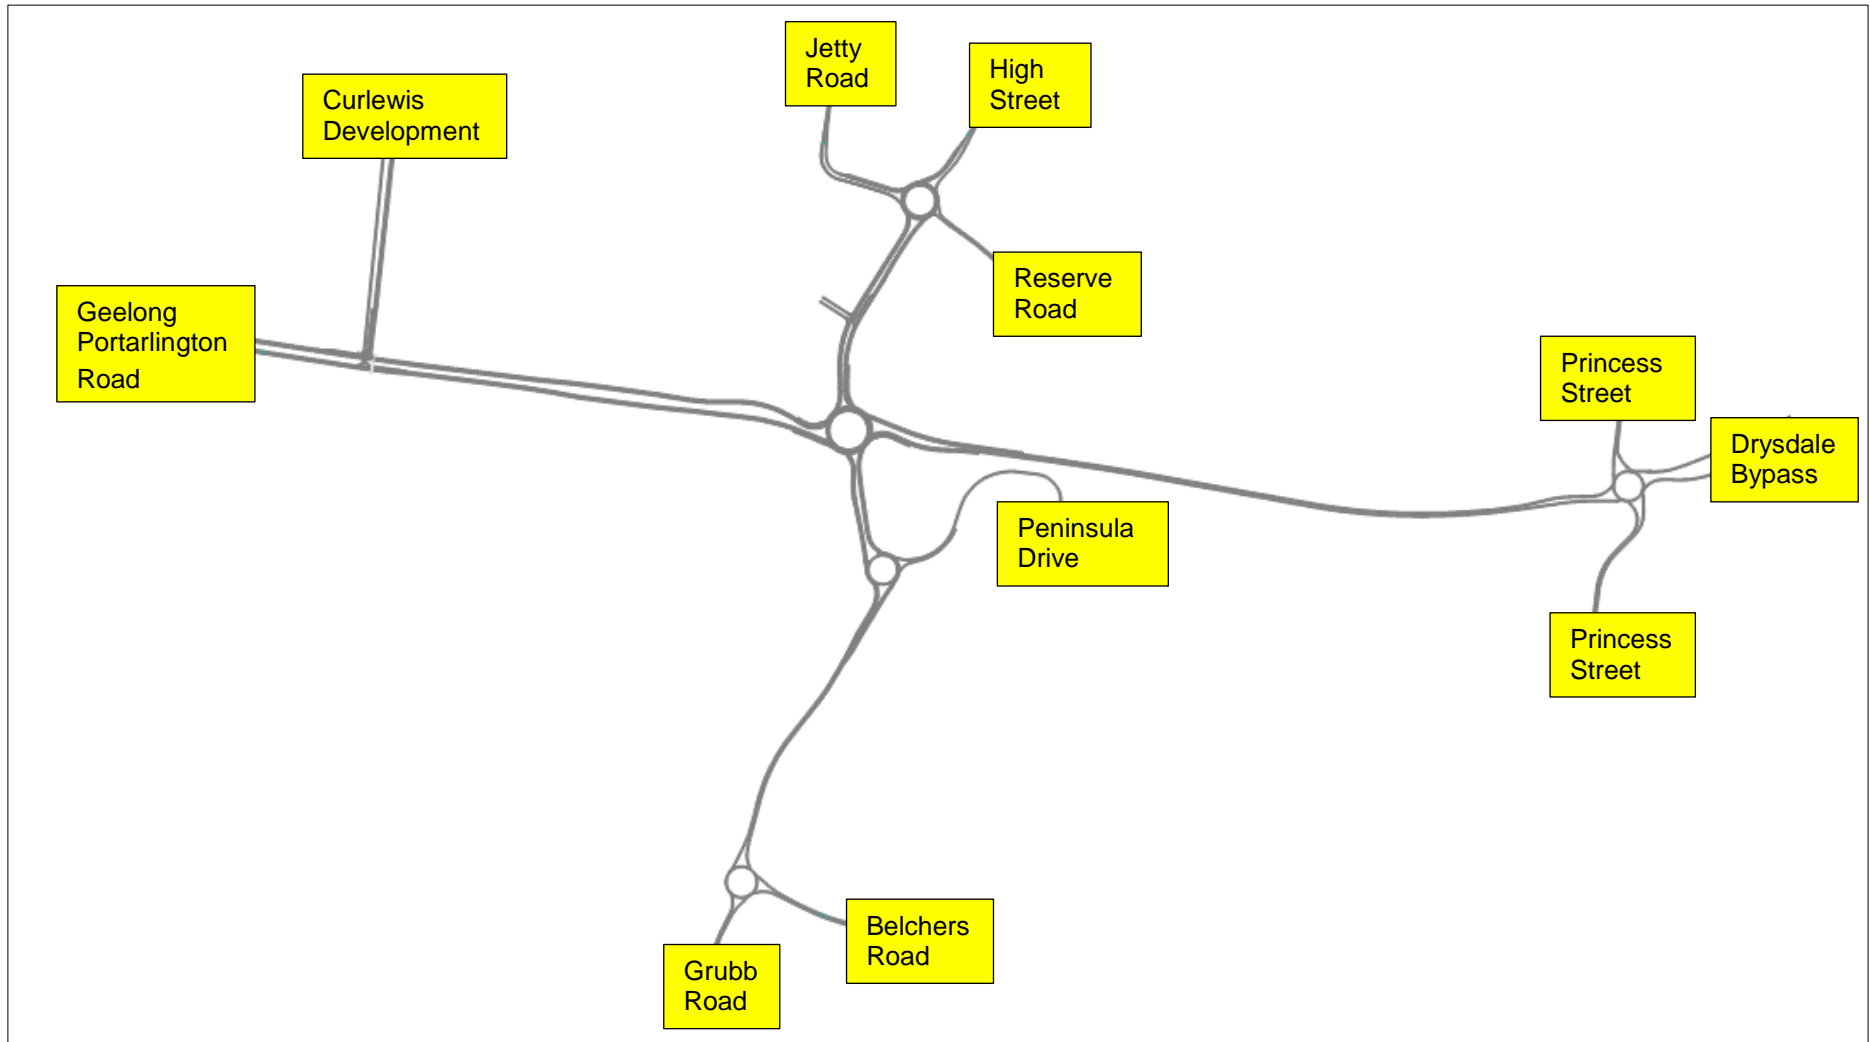 Jetty
Road
High
Street
Curlewis
Development
Reserve
Road
Geelong
Portarlington
Road
Princess
Street
Drysdale
Bypass
Peninsula
Drive
Princess
Street
Belchers
Road
Grubb
Road